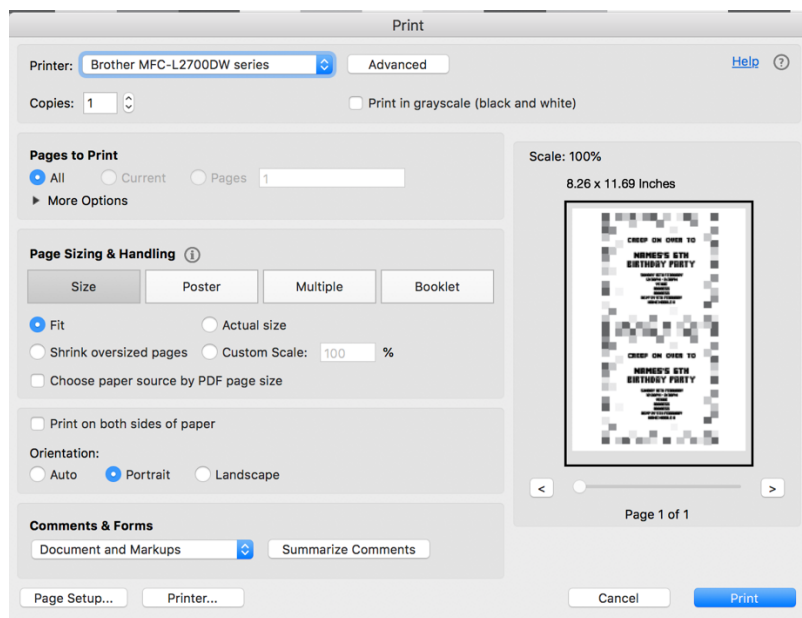 Print
Printer: Brother MFC-L2700DW series Advanced Help ?
Copies: 1 Print in grayscale (black and white)
Pages to Print
All Current Pages 1
More Options
Page Sizing & Handling i
Size Poster Multiple Booklet
Fit Actual size
Shrink oversized pages Custom Scale: 100 %
Choose paper source by PDF page size
Print on both sides of paper
Orientation:
Auto Portrait Landscape
Comments & Forms
Document and Markups Summarize Comments
Page Setup... Printer...
Scale: 100%
8.26 x 11.69 Inches
CREEP ON OVER TO
NAMES'S 6TH
BIRTHDAY PARTY
CREEP ON OVER TO
NAMES'S 6TH
BIRTHDAY PARTY
< >
Page 1 of 1
Cancel Print